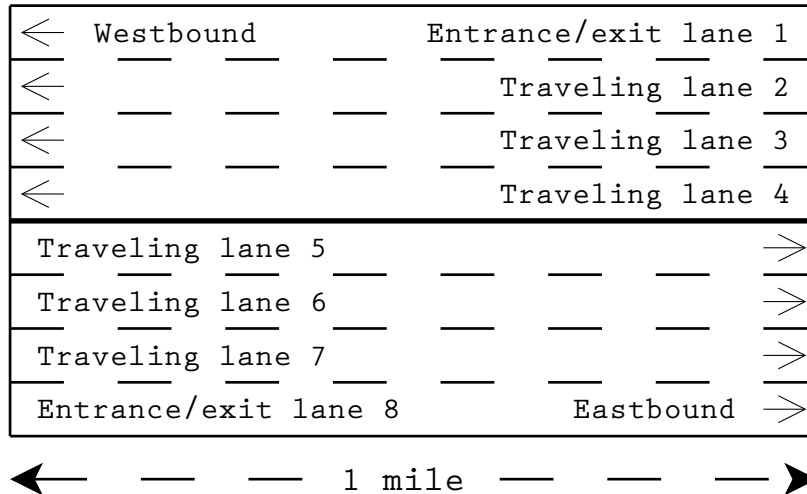 Westbound Entrance/exit lane 1
Traveling lane 2
Traveling lane 3
Traveling lane 4
Traveling lane 5
Traveling lane 6
Traveling lane 7
Entrance/exit lane 8 Eastbound
1 mile